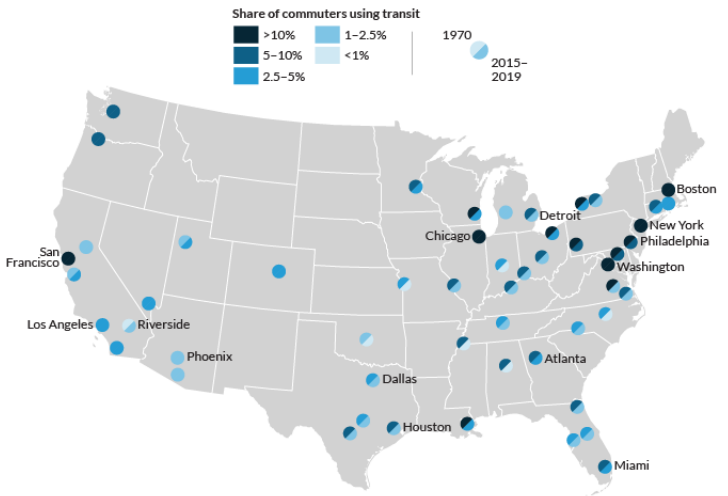 Share of commuters using transit
>10%
1–2.5%
1970
5–10%
<1%
2.5–5%
2015–
2019
Boston
Detroit
New York
Chicago
Philadelphia
San
Francisco
Washington
Los Angeles
Riverside
Phoenix
Atlanta
Dallas
Houston
Miami